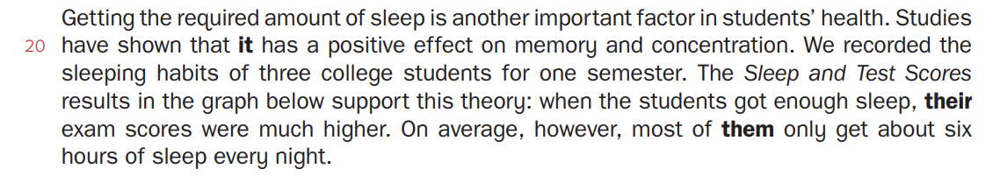 Getting the required amount of sleep is another important factor in students’ health. Studies
20 have shown that it has a positive effect on memory and concentration. We recorded the
sleeping habits of three college students for one semester. The Sleep and Test Scores
results in the graph below support this theory: when the students got enough sleep, their
exam scores were much higher. On average, however, most of them only get about six
hours of sleep every night.